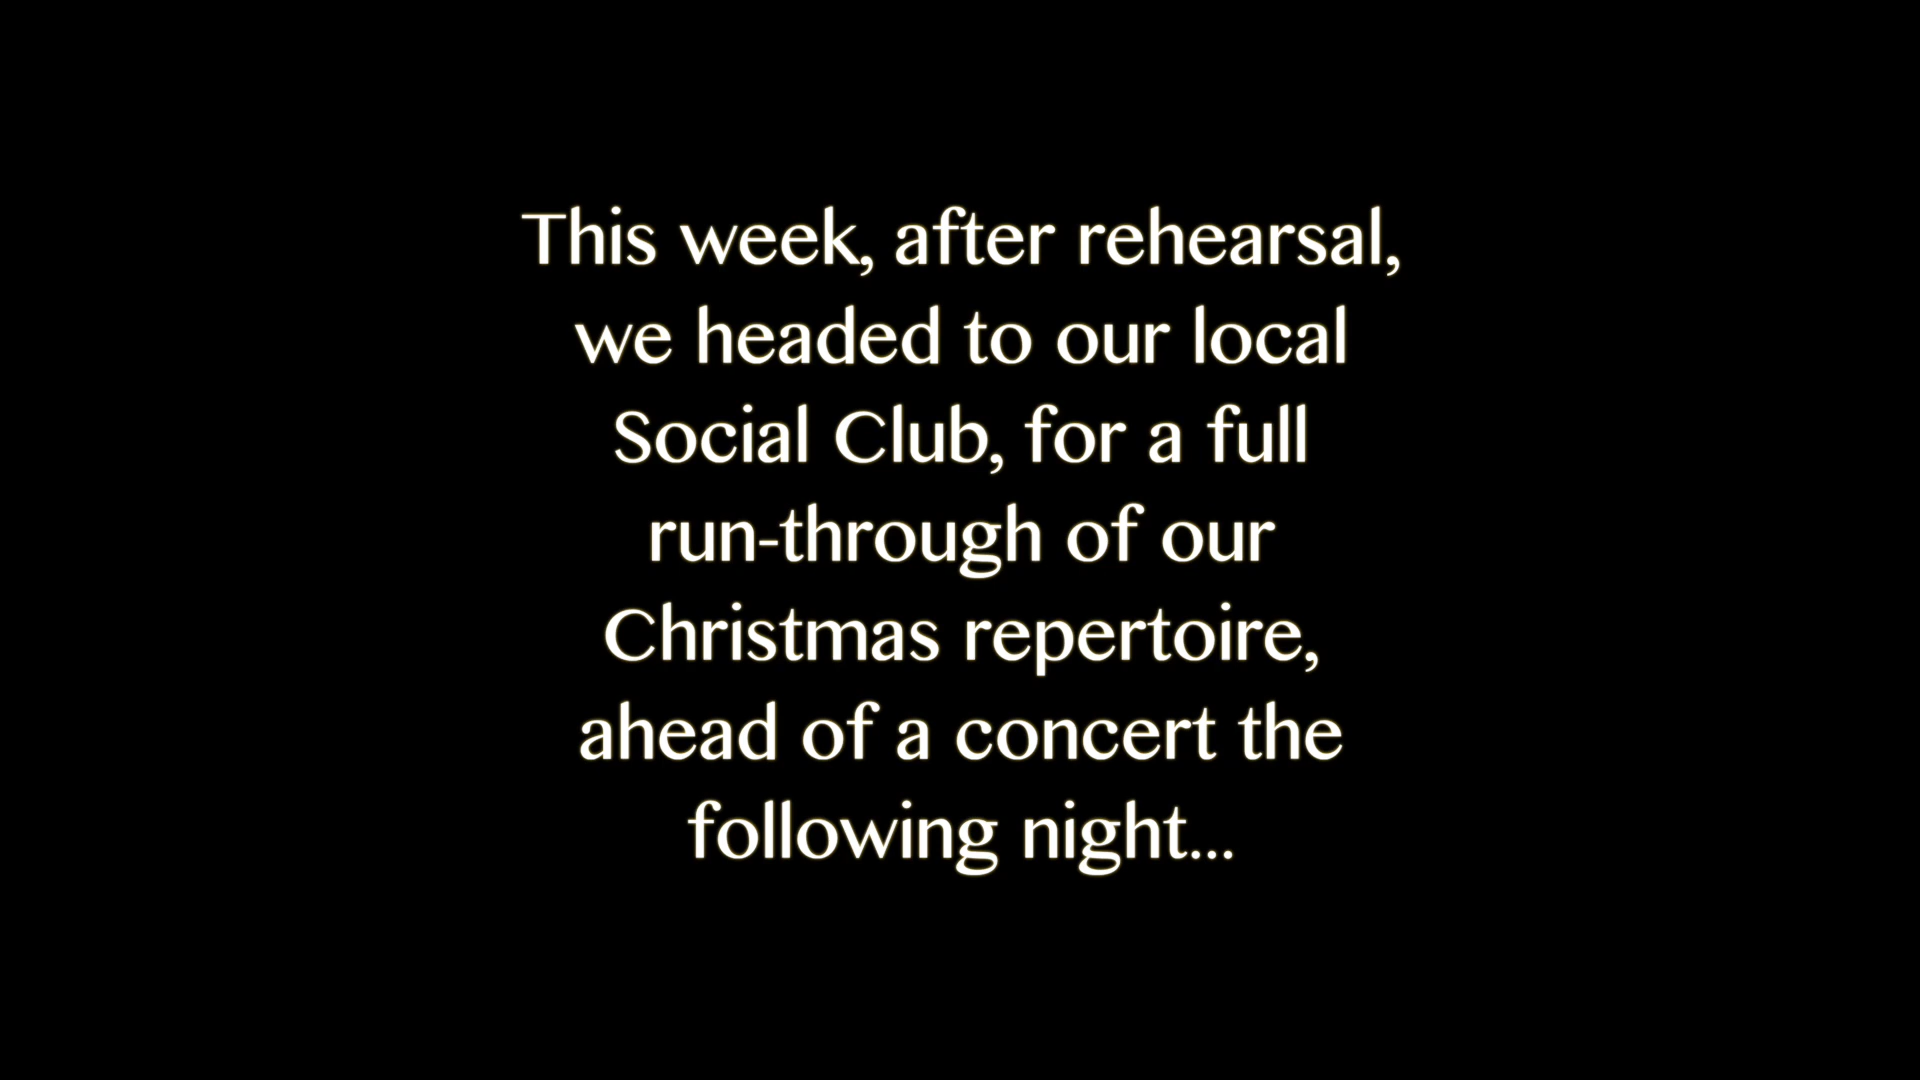 This week, after rehearsal,
we headed to our local
Social Club, for a full
run-through of our
Christmas repertoire,
ahead of a concert the
following night...